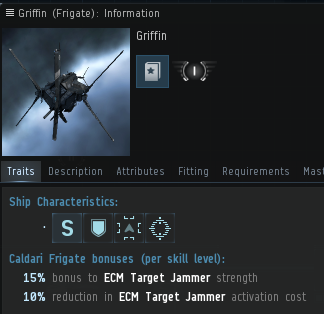 Griffin (Frigate): Information
Griffin
I
Traits Description Attributes Fitting Requirements Mast
Ship Characteristics:
· S
Caldari Frigate bonuses (per skill level):
15% bonus to ECM Target Jammer strength
10% reduction in ECM Target Jammer activation cost